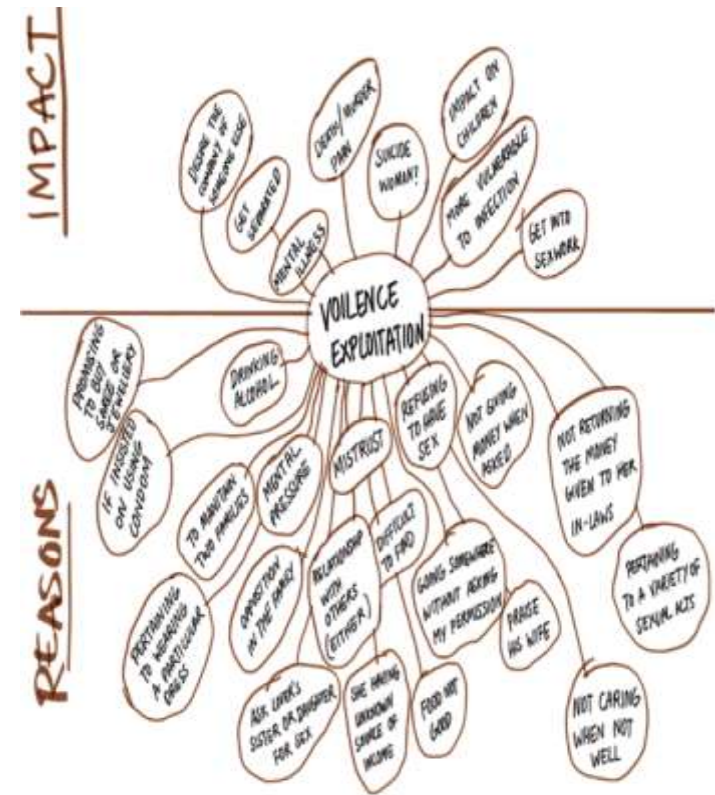 IMPACT
DESIRE THE
COMPANY OF
SOMEONE ELSE
GET
SEPARATED
MENTAL
ILLNESS
DEATH/MURDER
PAIN
SUICIDE
WOMAN?
IMPACT ON
CHILDREN
MORE VULNERABLE
TO INFECTION
GET INTO
SEXWORK
VOILENCE
EXPLOITATION
REASONS
PROMISING
TO BUY
SAREE OR
JEWELLERY
IF INSISTED
ON USING
CONDOM
DRINKING
ALCOHOL
TO MAINTAIN
TWO FAMILIES
PERTAINING
TO WEARING
A PARTICULAR
DRESS
MENTAL
PRESSURE
OPPOSITION
IN THE FAMILY
ASK LOVER'S
SISTER OR DAUGHTER
FOR SEX
MISTRUST
RELATIONSHIP
WITH
OTHERS
(EITHER)
SHE HAVING
UNKNOWN
SOURCE OF
INCOME
DIFFICULT
TO FIND
FOOD NOT
GOOD
REFUSING
TO HAVE
SEX
GOING SOMEWHERE
WITHOUT ASKING
MY PERMISSION
PRAISE
HIS WIFE
NOT GIVING
MONEY WHEN
ASKED
NOT CARING
WHEN NOT
WELL
NOT RETURNING
THE MONEY
GIVEN TO HER
IN-LAWS
PERTAINING
TO A VARIETY OF
SEXUAL ACTS